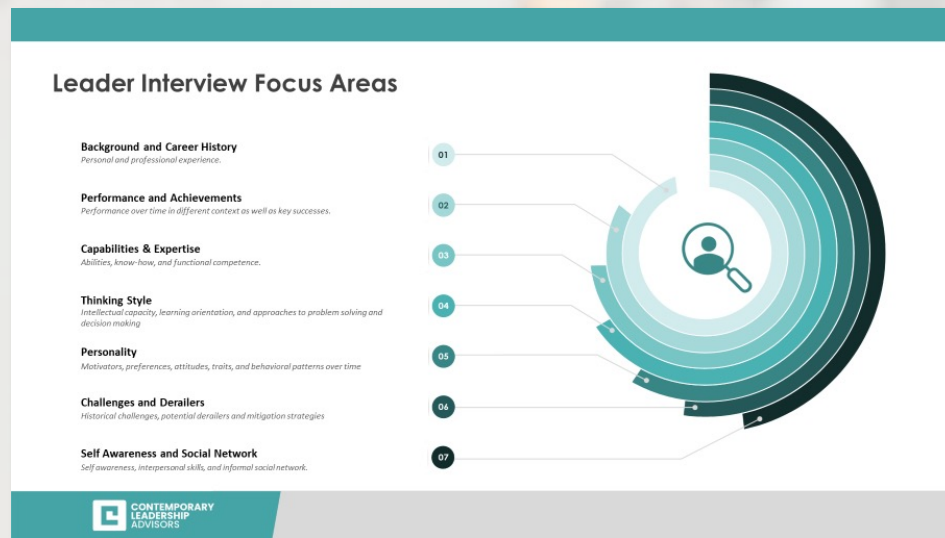 Leader Interview Focus Areas
Background and Career History
Personal and professional experience.
01
Performance and Achievements
Performance over time in different context as well as key successes.
02
Capabilities & Expertise
Abilities, know-how, and functional competence.
03
Thinking Style
Intellectual capacity, learning orientation, and approaches to problem solving and
decision making
04
Personality
Motivators, preferences, attitudes, traits, and behavioral patterns over time
05
Challenges and Derailers
Historical challenges, potential derailers and mitigation strategies
06
Self Awareness and Social Network
Self awareness, interpersonal skills, and informal social network.
07
CONTEMPORARY
LEADERSHIP
ADVISORS